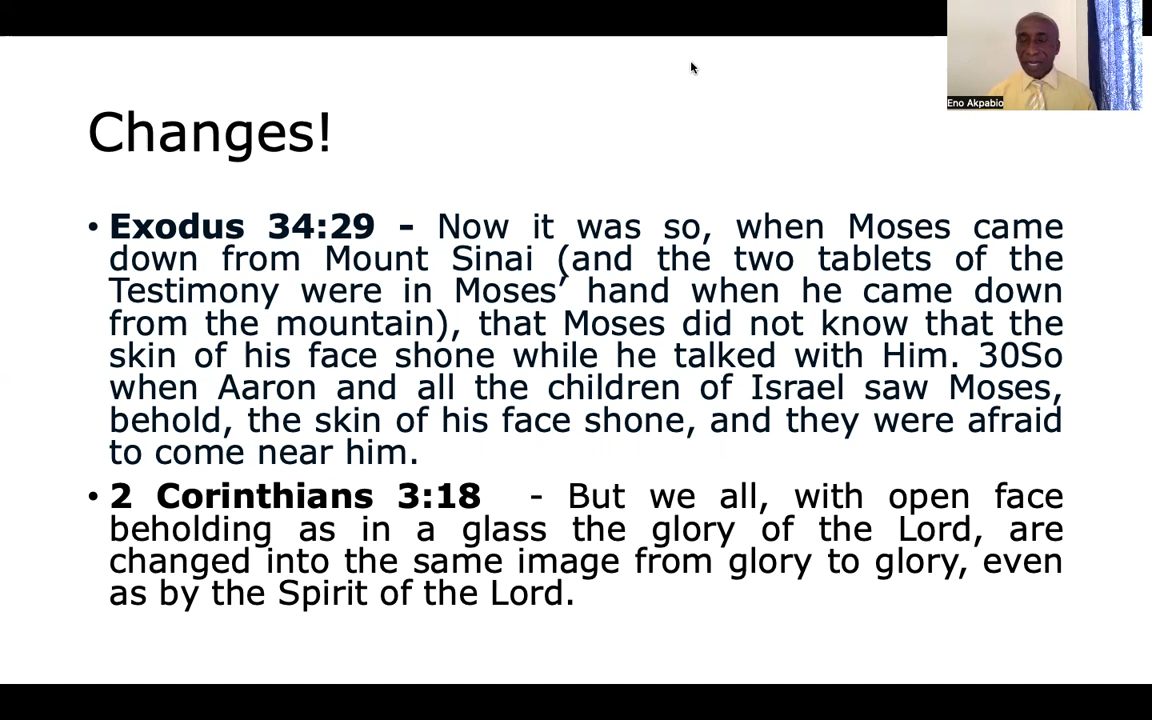 Eno Akpabio
Changes!
• Exodus 34:29 - Now it was so, when Moses came
down from Mount Sinai (and the two tablets of the
Testimony were in Moses’ hand when he came down
from the mountain), that Moses did not know that the
skin of his face shone while he talked with Him. 30So
when Aaron and all the children of Israel saw Moses,
behold, the skin of his face shone, and they were afraid
to come near him.
• 2 Corinthians 3:18 - But we all, with open face
beholding as in a glass the glory of the Lord, are
changed into the same image from glory to glory, even
as by the Spirit of the Lord.